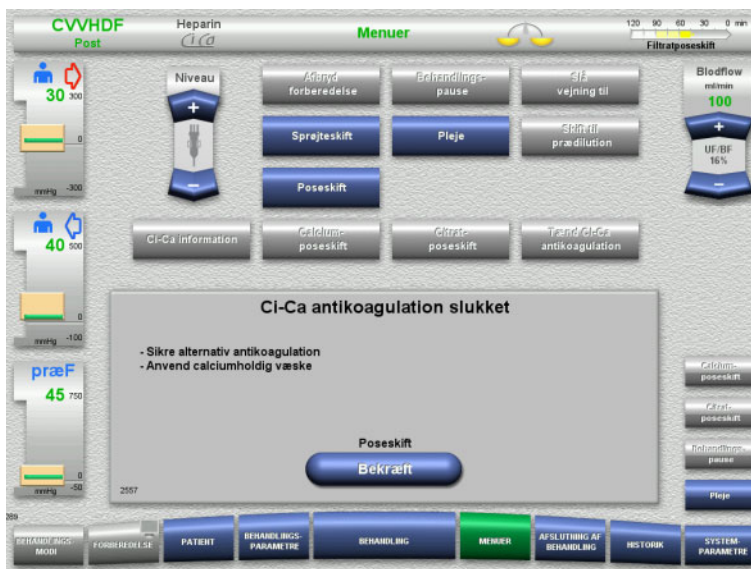 CVVHDF
Post
Heparin
Ci Ca
Menuer
120 90 60 30 0 min
Filtratposeskift
30 300
0
mmHg -300
40 500
0
mmHg -100
præF
45 750
0
mmHg -50
Niveau
+
−
Afbryd
forberedelse
Behandlings-
pause
Slå
vejning til
Sprøjteskift
Pleje
Skift til
prædilution
Poseskift
Ci-Ca information
Calcium-
poseskift
Citrat-
poseskift
Tænd Ci-Ca
antikoagulation
Blodflow
ml/min
100
+
UF/BF
16%
−
Ci-Ca antikoagulation slukket
- Sikre alternativ antikoagulation
- Anvend calciumholdig væske
Poseskift
Bekræft
2557
Calcium-
poseskift
Citrat-
poseskift
Behandlings-
pause
Pleje
BEHANDLINGS-
MODI
FORBEREDELSE
PATIENT
BEHANDLINGS-
PARAMETRE
BEHANDLING
MENUER
AFSLUTNING AF
BEHANDLING
HISTORIK
SYSTEM-
PARAMETRE